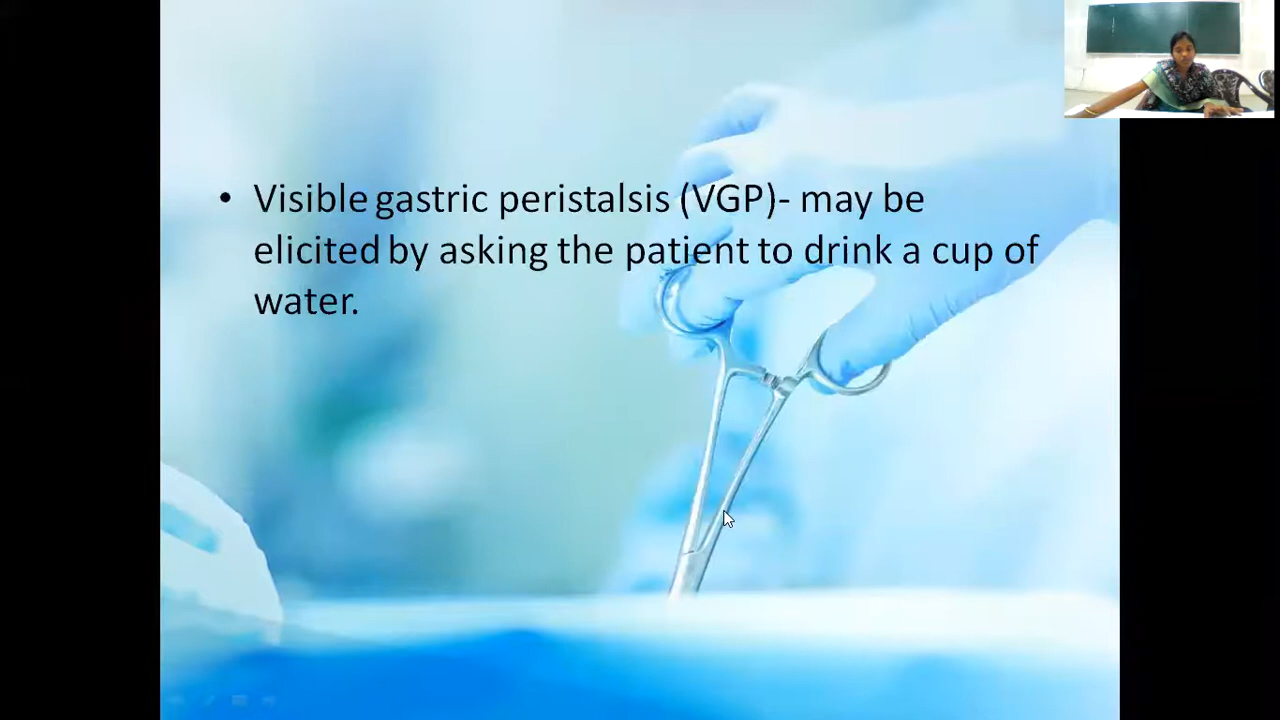 • Visible gastric peristalsis (VGP)- may be
elicited by asking the patient to drink a cup of
water.